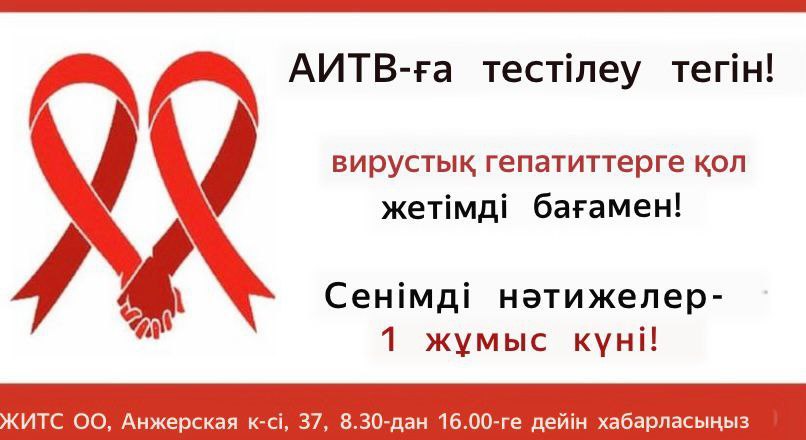 АИТВ-ға тестілеу тегін!
вирустық гепатиттерге қол
жетімді бағамен!
Сенімді нәтижелер-
1 жұмыс күні!
ЖИТС ОО, Анжерская к-сі, 37, 8.30-дан 16.00-ге дейін хабарласыңыз